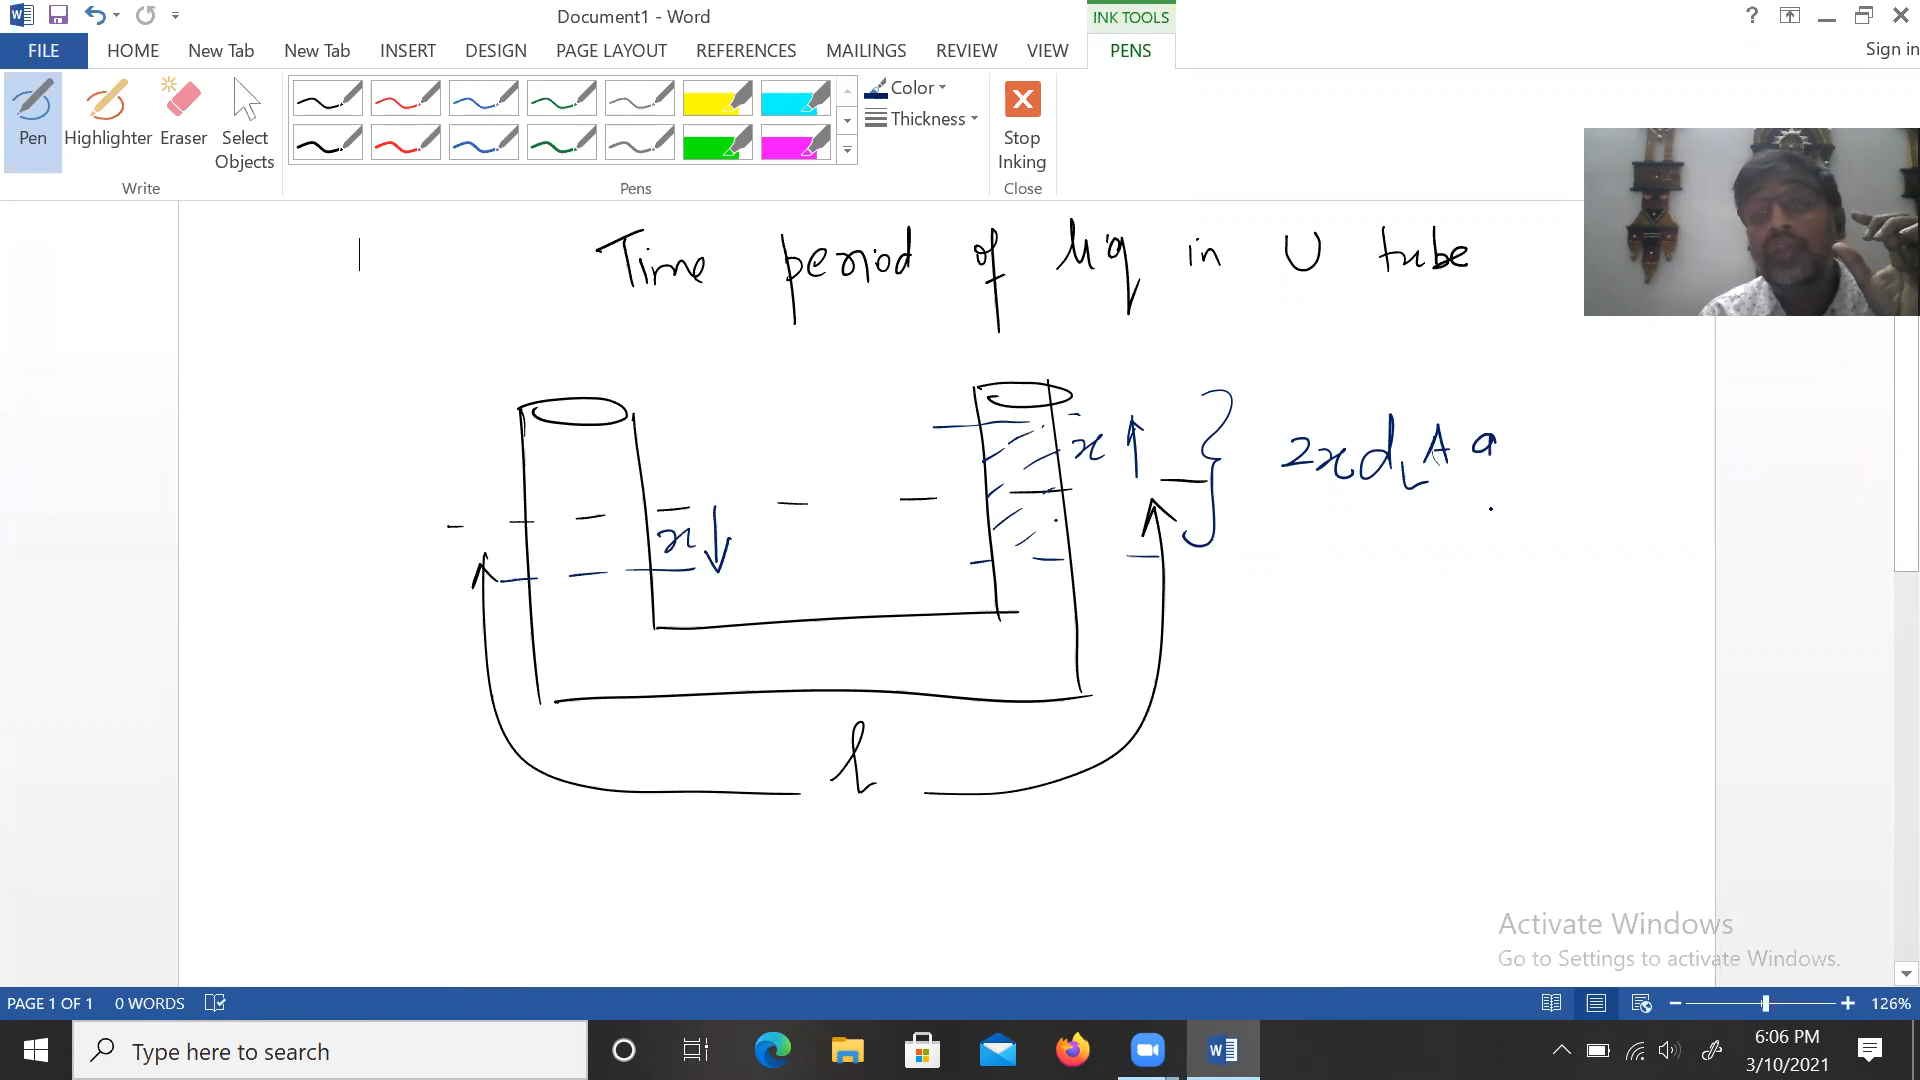 Document1 - Word
INK TOOLS
?
FILE
HOME
New Tab
New Tab
INSERT
DESIGN
PAGE LAYOUT
REFERENCES
MAILINGS
REVIEW
VIEW
PENS
Sign in
Pen
Highlighter
Eraser
Select Objects
Color
Thickness
Stop Inking
Write
Pens
Close
Time period of liq in U tube
x
x
2xd_L A g
l
Activate Windows
Go to Settings to activate Windows.
PAGE 1 OF 1
0 WORDS
126%
Type here to search
6:06 PM
3/10/2021